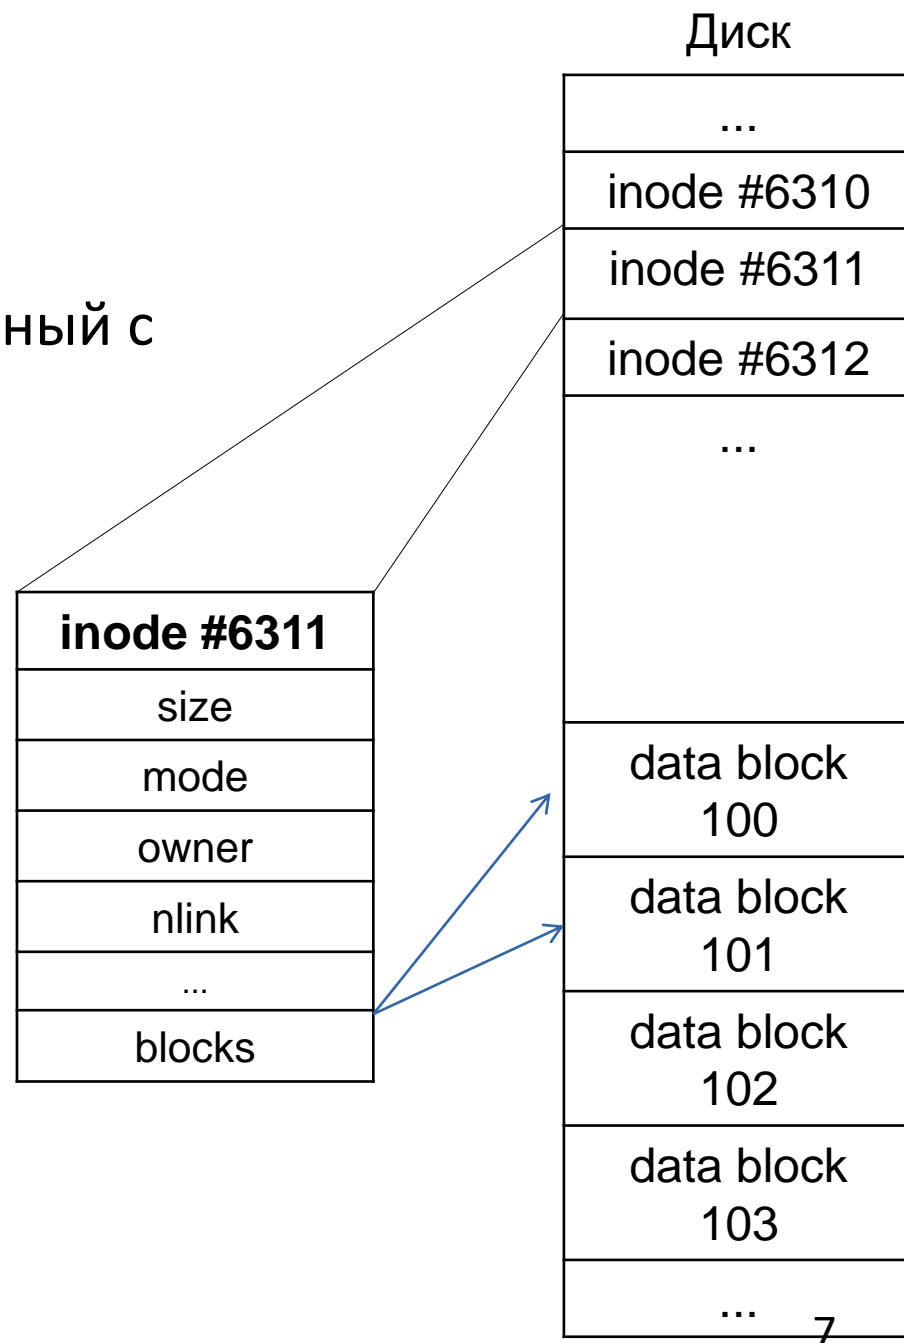 Диск
...
inode #6310
inode #6311
inode #6312
...
data block
100
data block
101
data block
102
data block
103
...
ный с
inode #6311
size
mode
owner
nlink
...
blocks
7